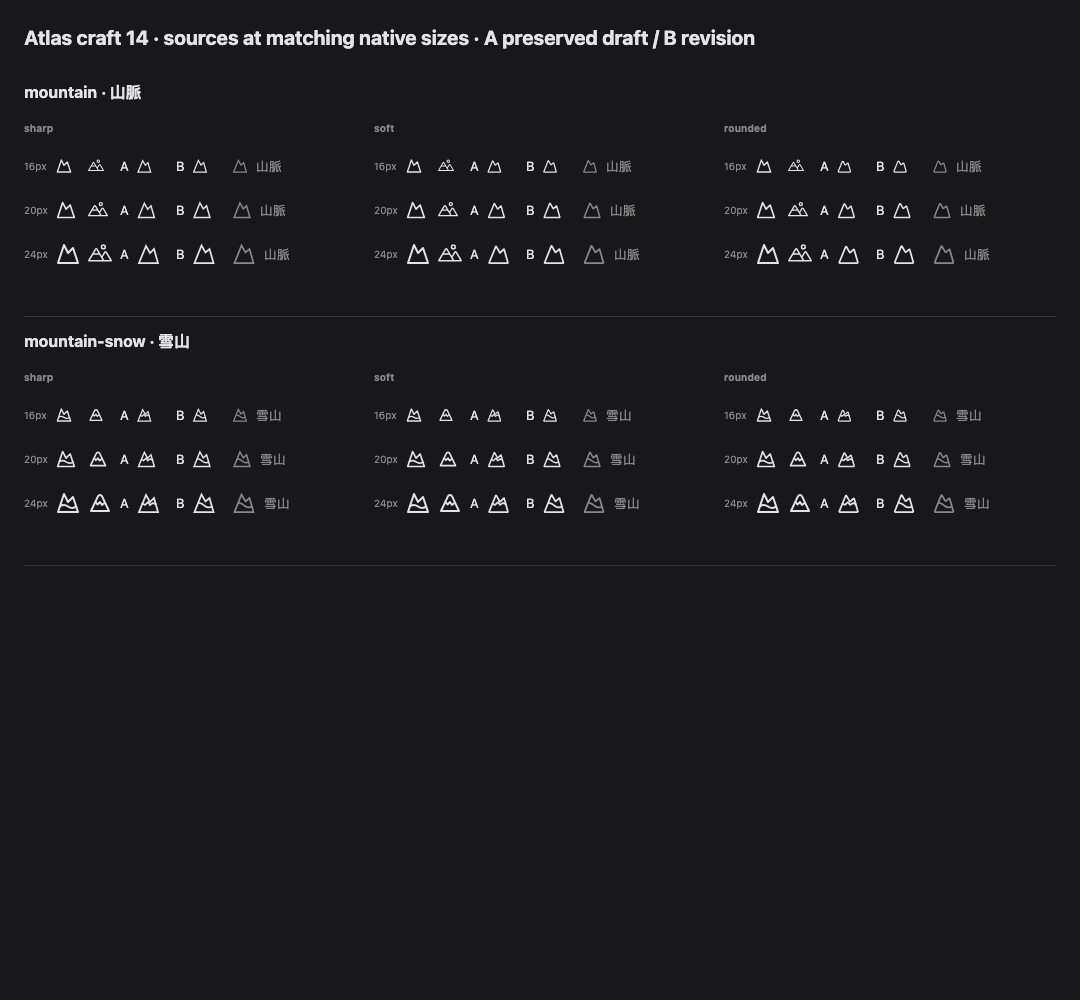 Atlas craft 14 · sources at matching native sizes · A preserved draft / B revision
mountain · 山脈
sharp soft rounded
16px A B 山脈 16px A B 山脈 16px A B 山脈
20px A B 山脈 20px A B 山脈 20px A B 山脈
24px A B 山脈 24px A B 山脈 24px A B 山脈
mountain-snow · 雪山
sharp soft rounded
16px A B 雪山 16px A B 雪山 16px A B 雪山
20px A B 雪山 20px A B 雪山 20px A B 雪山
24px A B 雪山 24px A B 雪山 24px A B 雪山